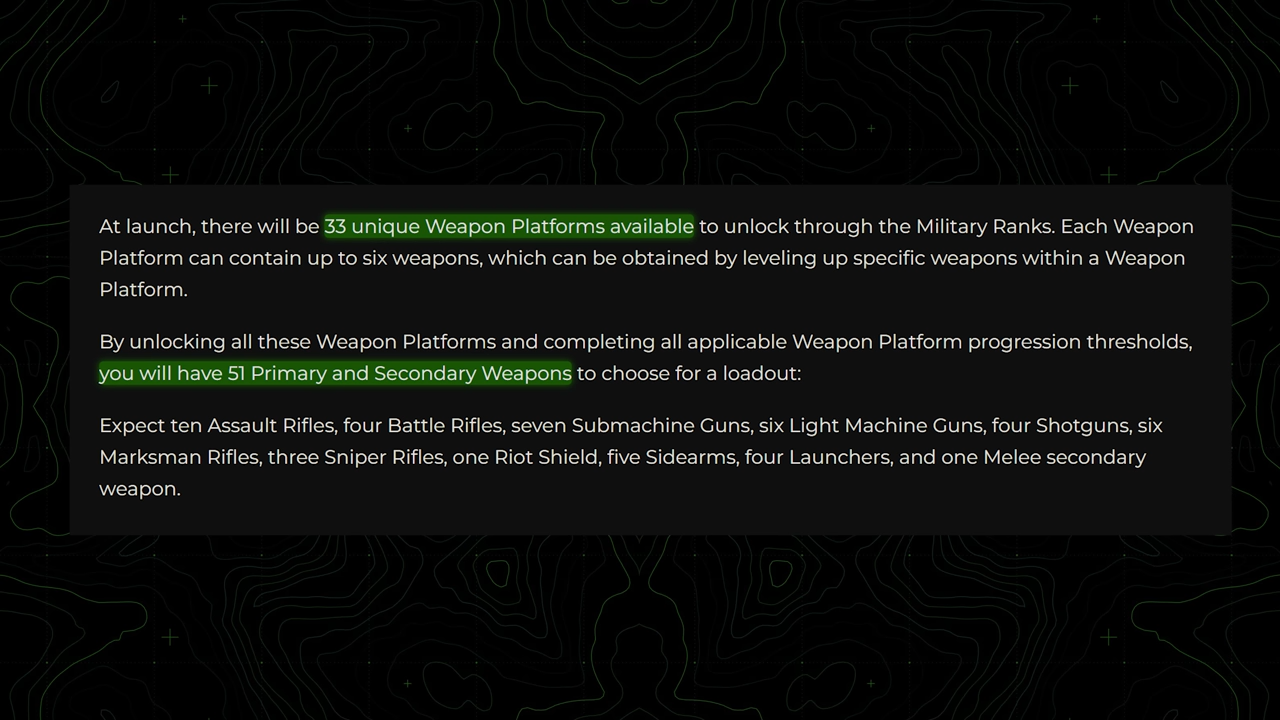 At launch, there will be 33 unique Weapon Platforms available to unlock through the Military Ranks. Each Weapon
Platform can contain up to six weapons, which can be obtained by leveling up specific weapons within a Weapon
Platform.
By unlocking all these Weapon Platforms and completing all applicable Weapon Platform progression thresholds,
you will have 51 Primary and Secondary Weapons to choose for a loadout:
Expect ten Assault Rifles, four Battle Rifles, seven Submachine Guns, six Light Machine Guns, four Shotguns, six
Marksman Rifles, three Sniper Rifles, one Riot Shield, five Sidearms, four Launchers, and one Melee secondary
weapon.